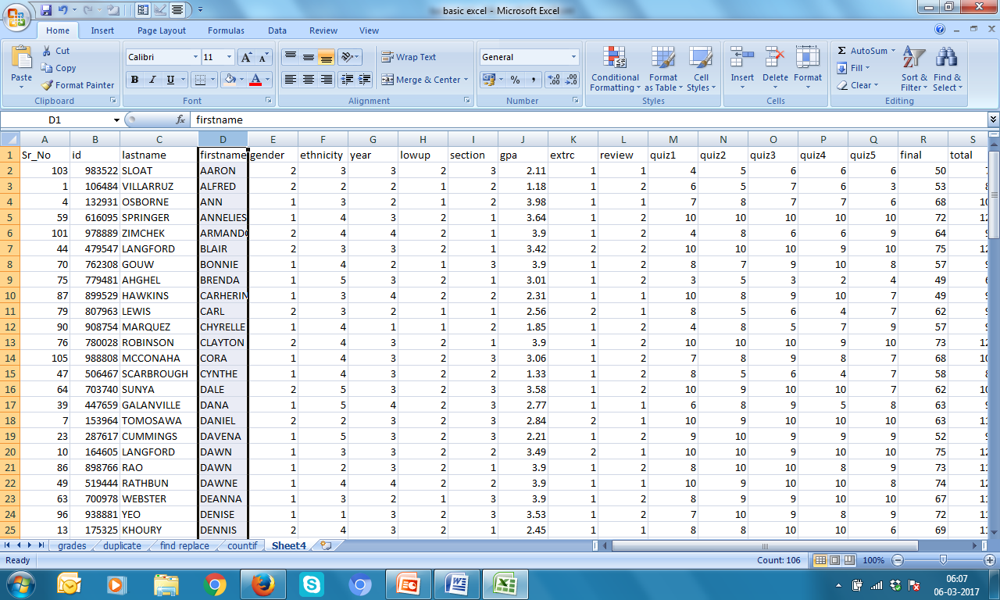 basic excel - Microsoft Excel
Home Insert Page Layout Formulas Data Review View
Paste Cut Copy Format Painter Clipboard
Calibri 11 B I U Font
Wrap Text Merge & Center Alignment
General % , Number
Conditional Formatting Format as Table Cell Styles Styles
Insert Delete Format Cells
Σ AutoSum Fill Clear Sort & Filter Find & Select Editing
D1 fx firstname
A B C D E F G H I J K L M N O P Q R S
1 Sr_No id lastname firstname gender ethnicity year lowup section gpa extrc review quiz1 quiz2 quiz3 quiz4 quiz5 final total
2 103 983522 SLOAT AARON 2 3 3 2 3 2.11 1 1 4 5 6 6 6 50
3 1 106484 VILLARRUZ ALFRED 2 2 2 1 2 1.18 1 2 6 5 7 6 3 53
4 4 132931 OSBORNE ANN 1 3 2 1 2 3.98 1 1 7 8 7 7 6 68 10
5 59 616095 SPRINGER ANNELIES 1 4 3 2 1 3.64 1 2 10 10 10 10 10 72 12
6 101 978889 ZIMCHEK ARMANDO 2 4 4 2 1 3.9 1 2 4 8 6 6 9 64
7 44 479547 LANGFORD BLAIR 2 3 3 2 1 3.42 2 2 10 10 10 9 10 75 12
8 70 762308 GOUW BONNIE 1 4 2 1 3 3.9 1 2 8 7 9 10 8 57
9 75 779481 AHGHEL BRENDA 1 5 3 2 1 3.01 1 2 3 5 3 2 4 49
10 87 899529 HAWKINS CARHERIN 1 3 4 2 2 2.31 1 1 10 8 9 10 7 49
11 79 807963 LEWIS CARL 2 3 2 1 1 2.56 2 1 8 5 6 4 7 62
12 90 908754 MARQUEZ CHYRELLE 1 4 1 1 2 1.85 1 2 4 8 5 7 9 57
13 76 780028 ROBINSON CLAYTON 2 4 3 2 1 3.9 1 2 10 10 10 9 10 73 12
14 105 988808 MCCONAHA CORA 1 4 3 2 3 3.06 1 2 7 8 9 8 7 68 10
15 47 506467 SCARBROUGH CYNTHE 1 4 3 2 2 1.33 1 2 8 5 6 4 7 58
16 64 703740 SUNYA DALE 2 5 3 2 3 3.58 1 2 10 9 10 10 7 62 10
17 39 447659 GALANVILLE DANA 1 5 4 2 3 2.77 1 1 6 8 9 5 8 63
18 7 153964 TOMOSAWA DANIEL 2 2 3 2 3 2.84 2 1 10 9 10 10 10 63 11
19 23 287617 CUMMINGS DAVENA 1 5 3 2 3 2.21 1 2 9 10 9 9 9 52
20 10 164605 LANGFORD DAWN 1 3 3 2 2 3.49 2 1 10 10 9 10 10 75 12
21 86 898766 RAO DAWN 1 2 3 2 1 3.9 1 2 8 10 10 8 9 73 11
22 49 519444 RATHBUN DAWNE 1 4 4 2 2 3.9 1 1 10 9 10 10 8 74 12
23 63 700978 WEBSTER DEANNA 1 3 2 1 3 3.9 1 2 8 9 9 10 10 67 11
24 96 938881 YEO DENISE 1 1 3 2 3 3.53 1 2 7 10 9 8 9 72 11
25 13 175325 KHOURY DENNIS 2 4 3 2 1 2.45 1 1 8 8 10 10 6 69 11
grades duplicate find replace countif Sheet4
Ready Count: 106 100%
06:07
06-03-2017